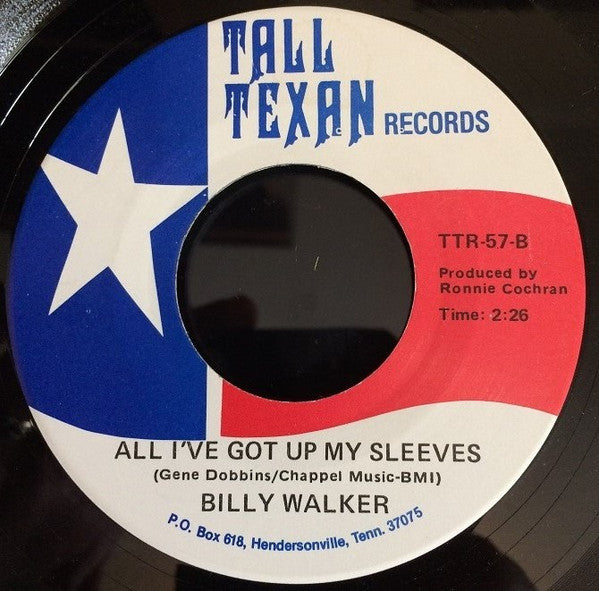 TALL
TEXAN RECORDS
TTR-57-B
Produced by
Ronnie Cochran
Time: 2:26
ALL I'VE GOT UP MY SLEEVES
(Gene Dobbins/Chappel Music-BMI)
BILLY WALKER
P.O. Box 618, Hendersonville, Tenn. 37075